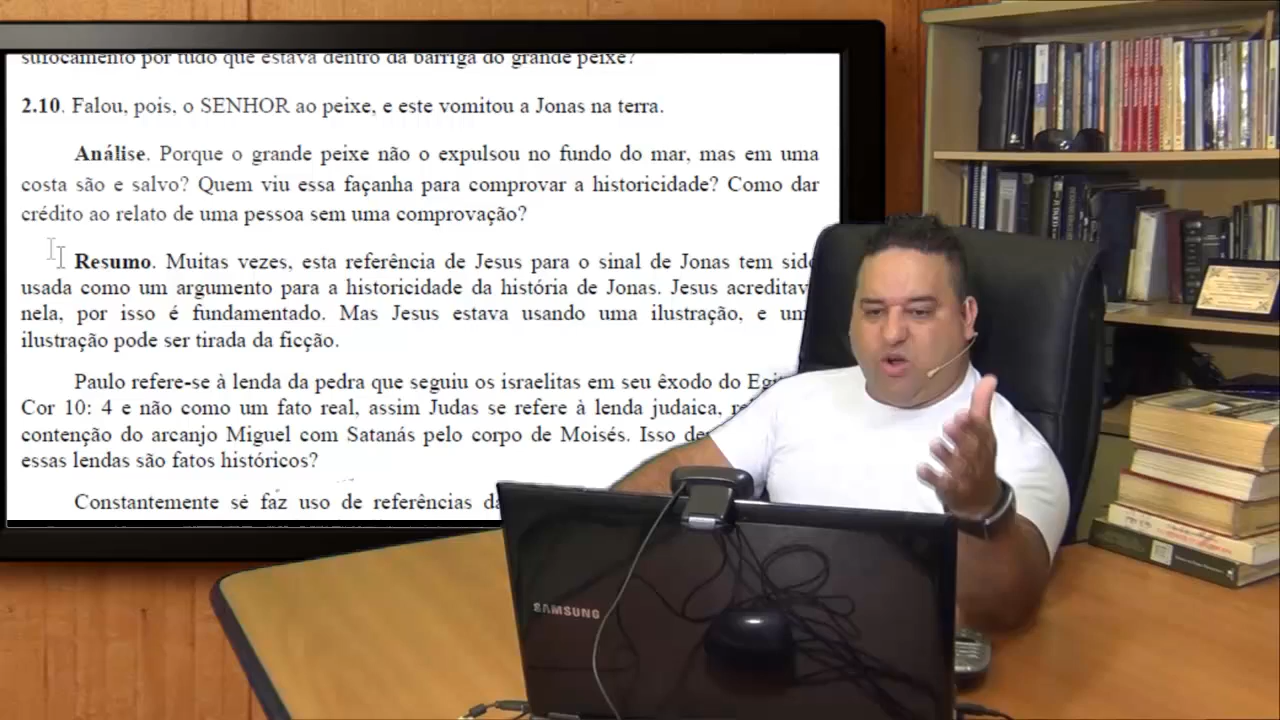 sufocamento por tudo que estava dentro da barriga do grande peixe?
2.10. Falou, pois, o SENHOR ao peixe, e este vomitou a Jonas na terra.
Análise. Porque o grande peixe não o expulsou no fundo do mar, mas em uma
costa são e salvo? Quem viu essa façanha para comprovar a historicidade? Como dar
crédito ao relato de uma pessoa sem uma comprovação?
Resumo. Muitas vezes, esta referência de Jesus para o sinal de Jonas tem sido
usada como um argumento para a historicidade da história de Jonas. Jesus acreditav
nela, por isso é fundamentado. Mas Jesus estava usando uma ilustração, e um
ilustração pode ser tirada da ficção.
Paulo refere-se à lenda da pedra que seguiu os israelitas em seu êxodo do Egit
Cor 10: 4 e não como um fato real, assim Judas se refere à lenda judaica,
contenção do arcanjo Miguel com Satanás pelo corpo de Moisés. Isso
essas lendas são fatos históricos?
Constantemente se faz uso de referências
SAMSUNG